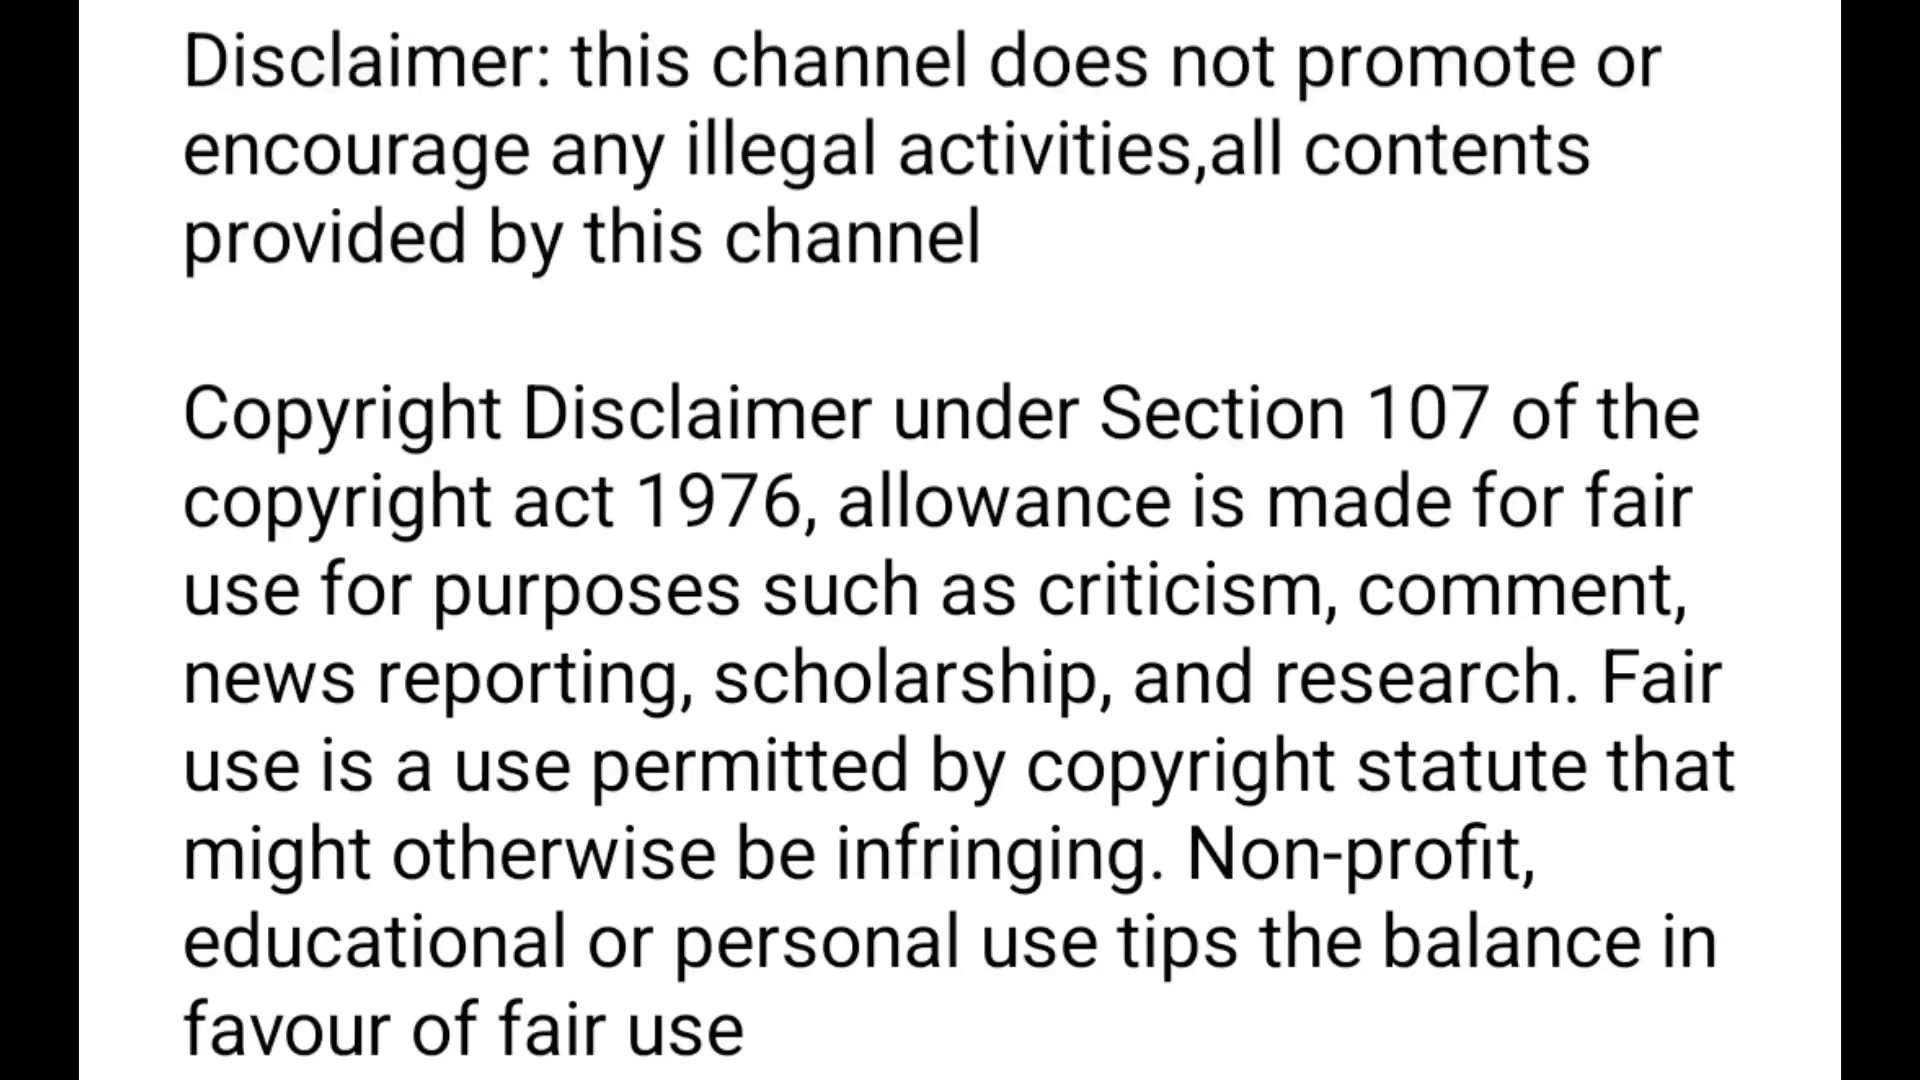 Disclaimer: this channel does not promote or
encourage any illegal activities,all contents
provided by this channel
Copyright Disclaimer under Section 107 of the
copyright act 1976, allowance is made for fair
use for purposes such as criticism, comment,
news reporting, scholarship, and research. Fair
use is a use permitted by copyright statute that
might otherwise be infringing. Non-profit,
educational or personal use tips the balance in
favour of fair use